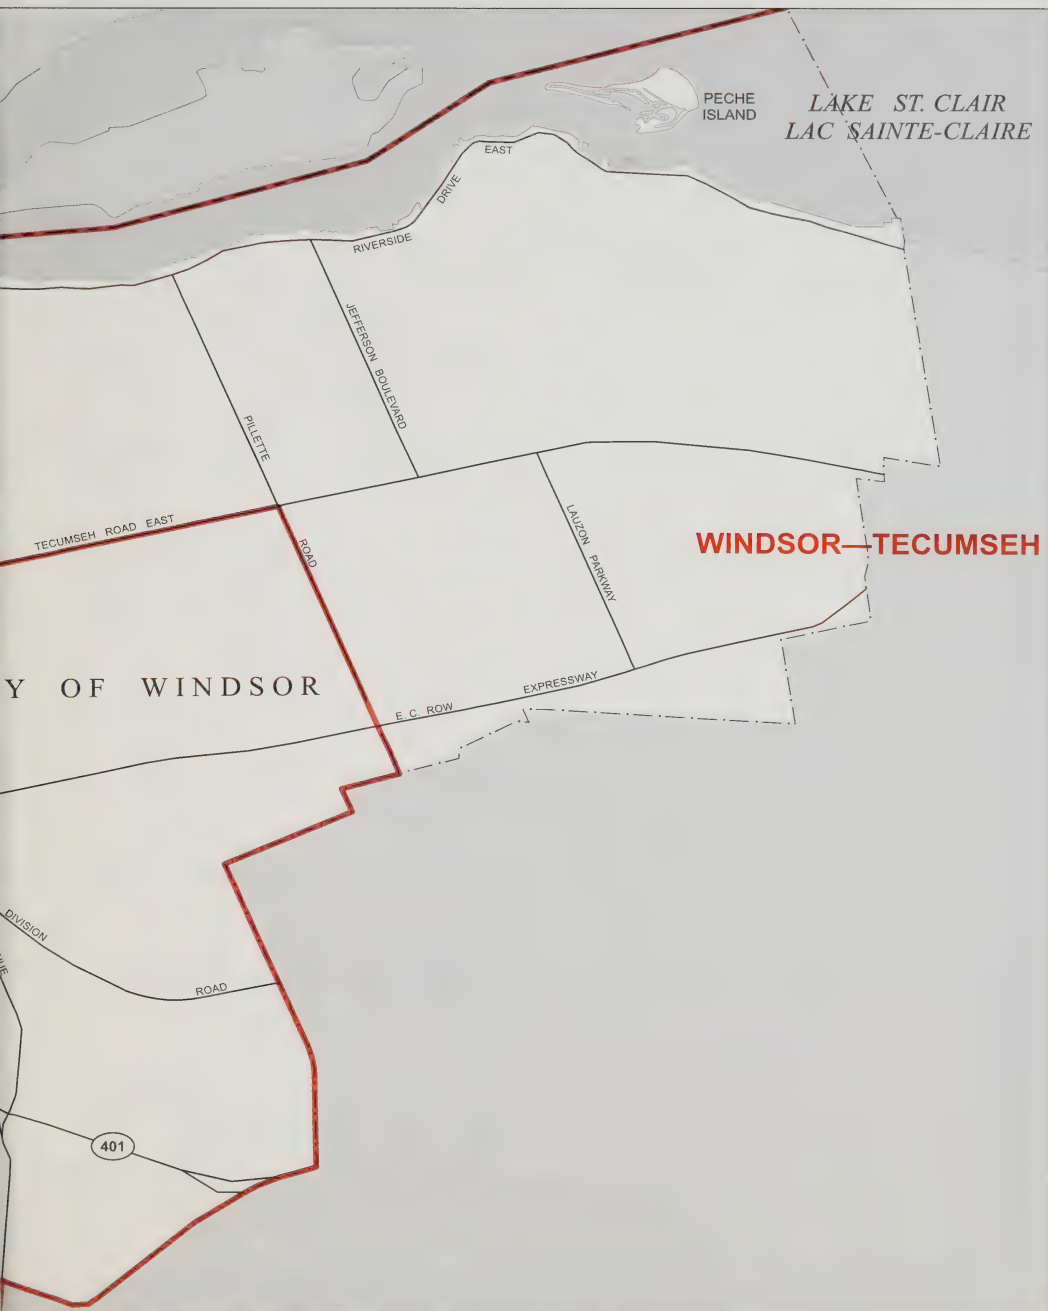 PECHE
ISLAND
LAKE ST. CLAIR
LAC SAINTE-CLAIRE
EAST
DRIVE
RIVERSIDE
JEFFERSON BOULEVARD
PILLETTE
TECUMSEH ROAD EAST
ROAD
LAUZON PARKWAY
WINDSOR—TECUMSEH
Y OF WINDSOR
EXPRESSWAY
E. C. ROW
DIVISION
ROAD
401